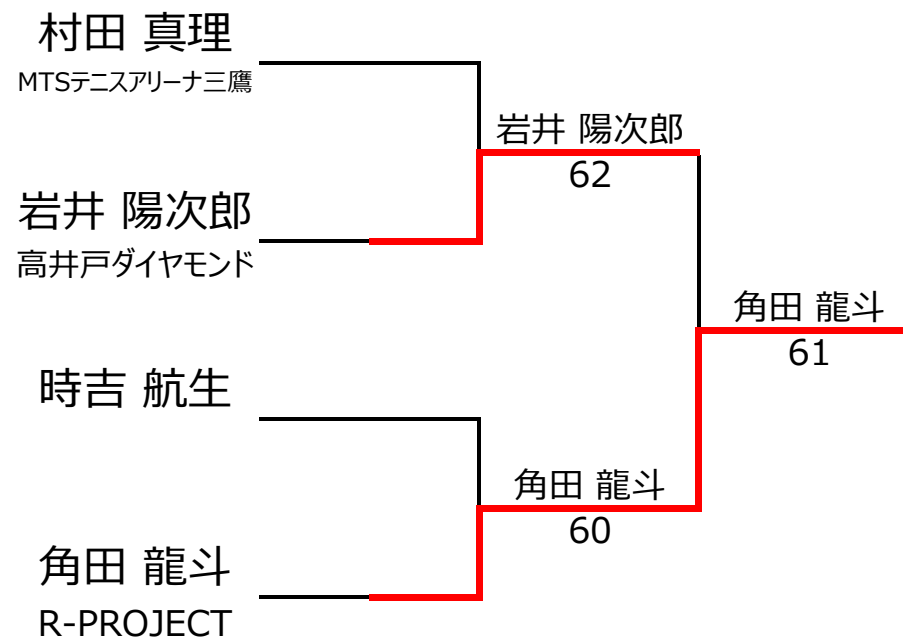 村田 真理
MTSテニスアリーナ三鷹
岩井 陽次郎
62
岩井 陽次郎
高井戸ダイヤモンド
角田 龍斗
61
時吉 航生
角田 龍斗
60
角田 龍斗
R-PROJECT